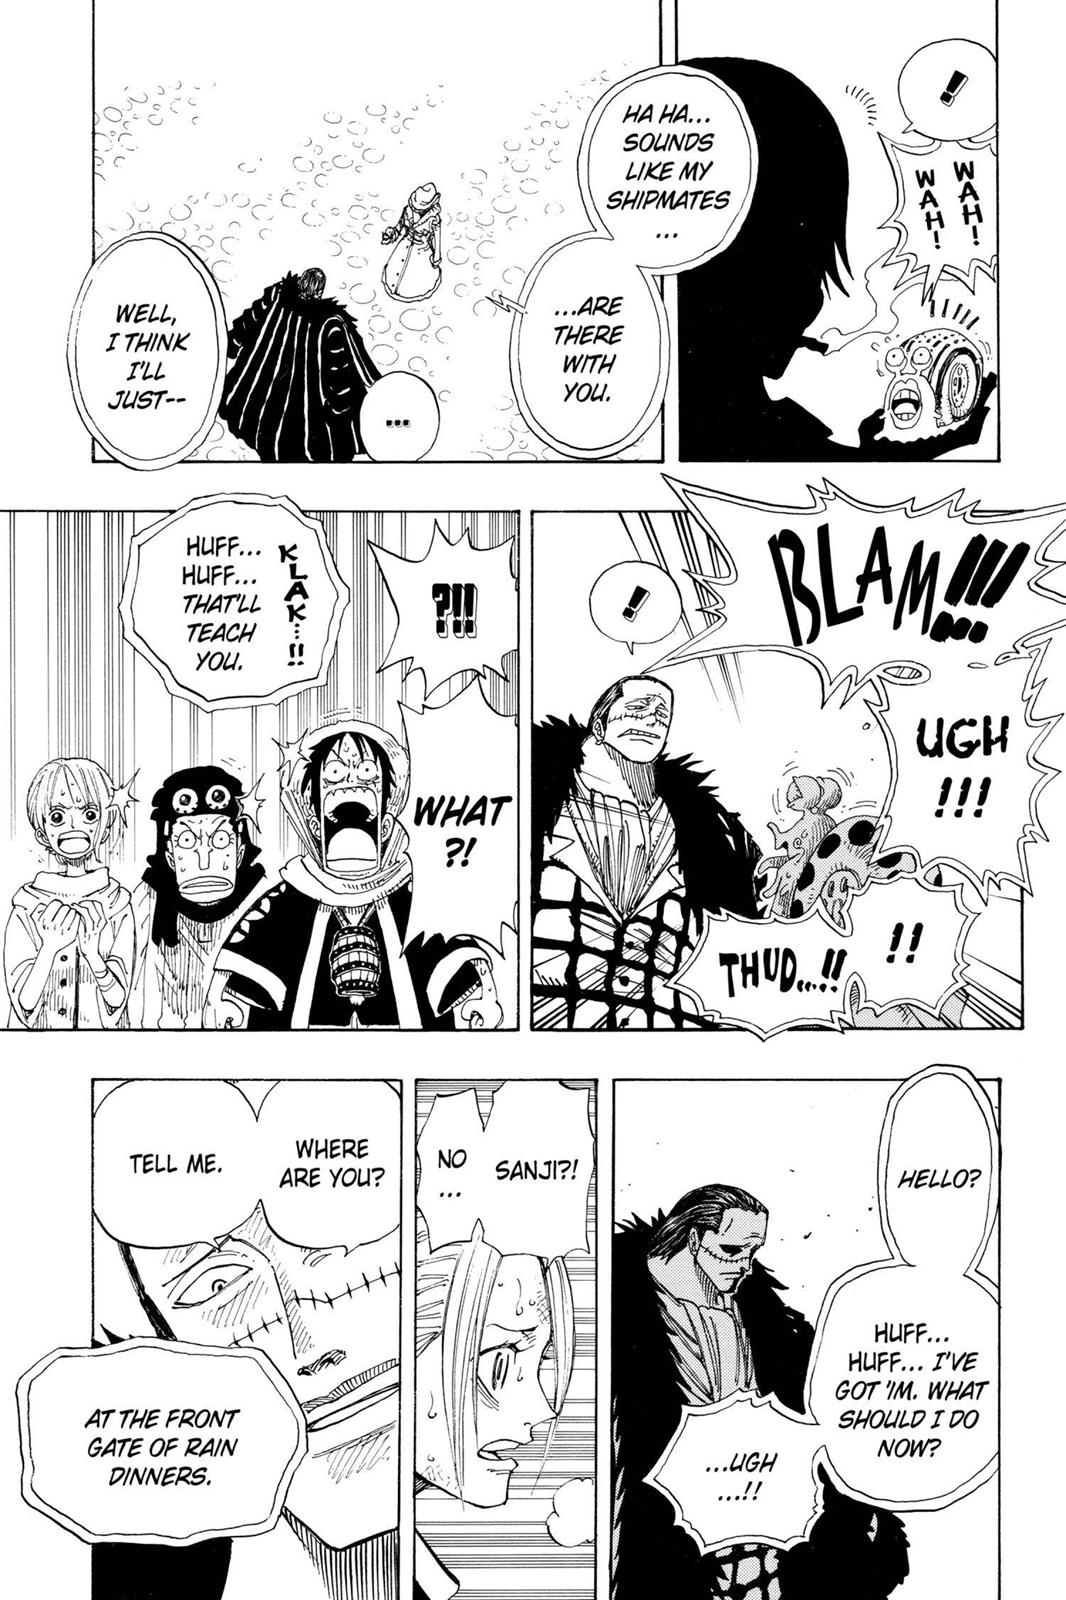 !
WAH!
WAH!
HA HA...
SOUNDS
LIKE MY
SHIPMATES
...
...ARE
THERE
WITH
YOU.
...
WELL,
I THINK
I'LL
JUST--
BLAM!!!
!
UGH
!!!
!!
THUD...!!
?!!
WHAT
?!
KLAK...!!
HUFF...
HUFF...
THAT'LL
TEACH
YOU.
HELLO?
HUFF...
HUFF... I'VE
GOT 'IM. WHAT
SHOULD I DO
NOW?
...UGH
...!!
SANJI?!
NO
...
WHERE
ARE YOU?
TELL ME.
AT THE FRONT
GATE OF RAIN
DINNERS.